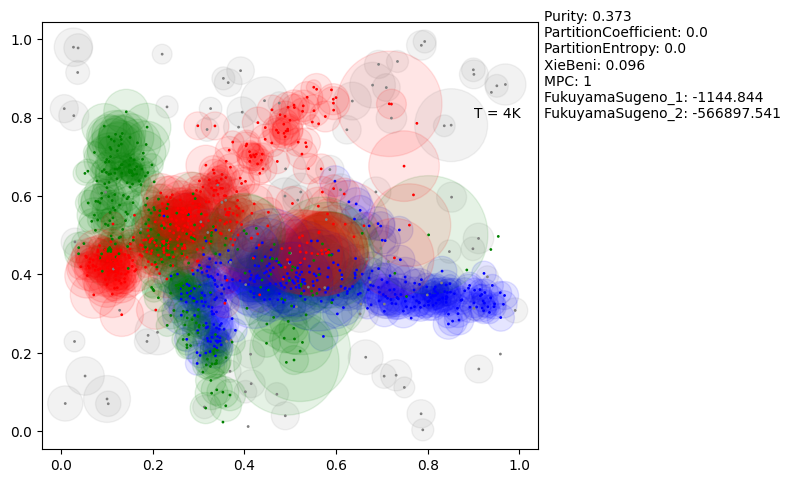 Purity: 0.373
PartitionCoefficient: 0.0
PartitionEntropy: 0.0
XieBeni: 0.096
MPC: 1
FukuyamaSugeno_1: -1144.844
FukuyamaSugeno_2: -566897.541
T = 4K
1.0
0.8
0.6
0.4
0.2
0.0
0.0 0.2 0.4 0.6 0.8 1.0